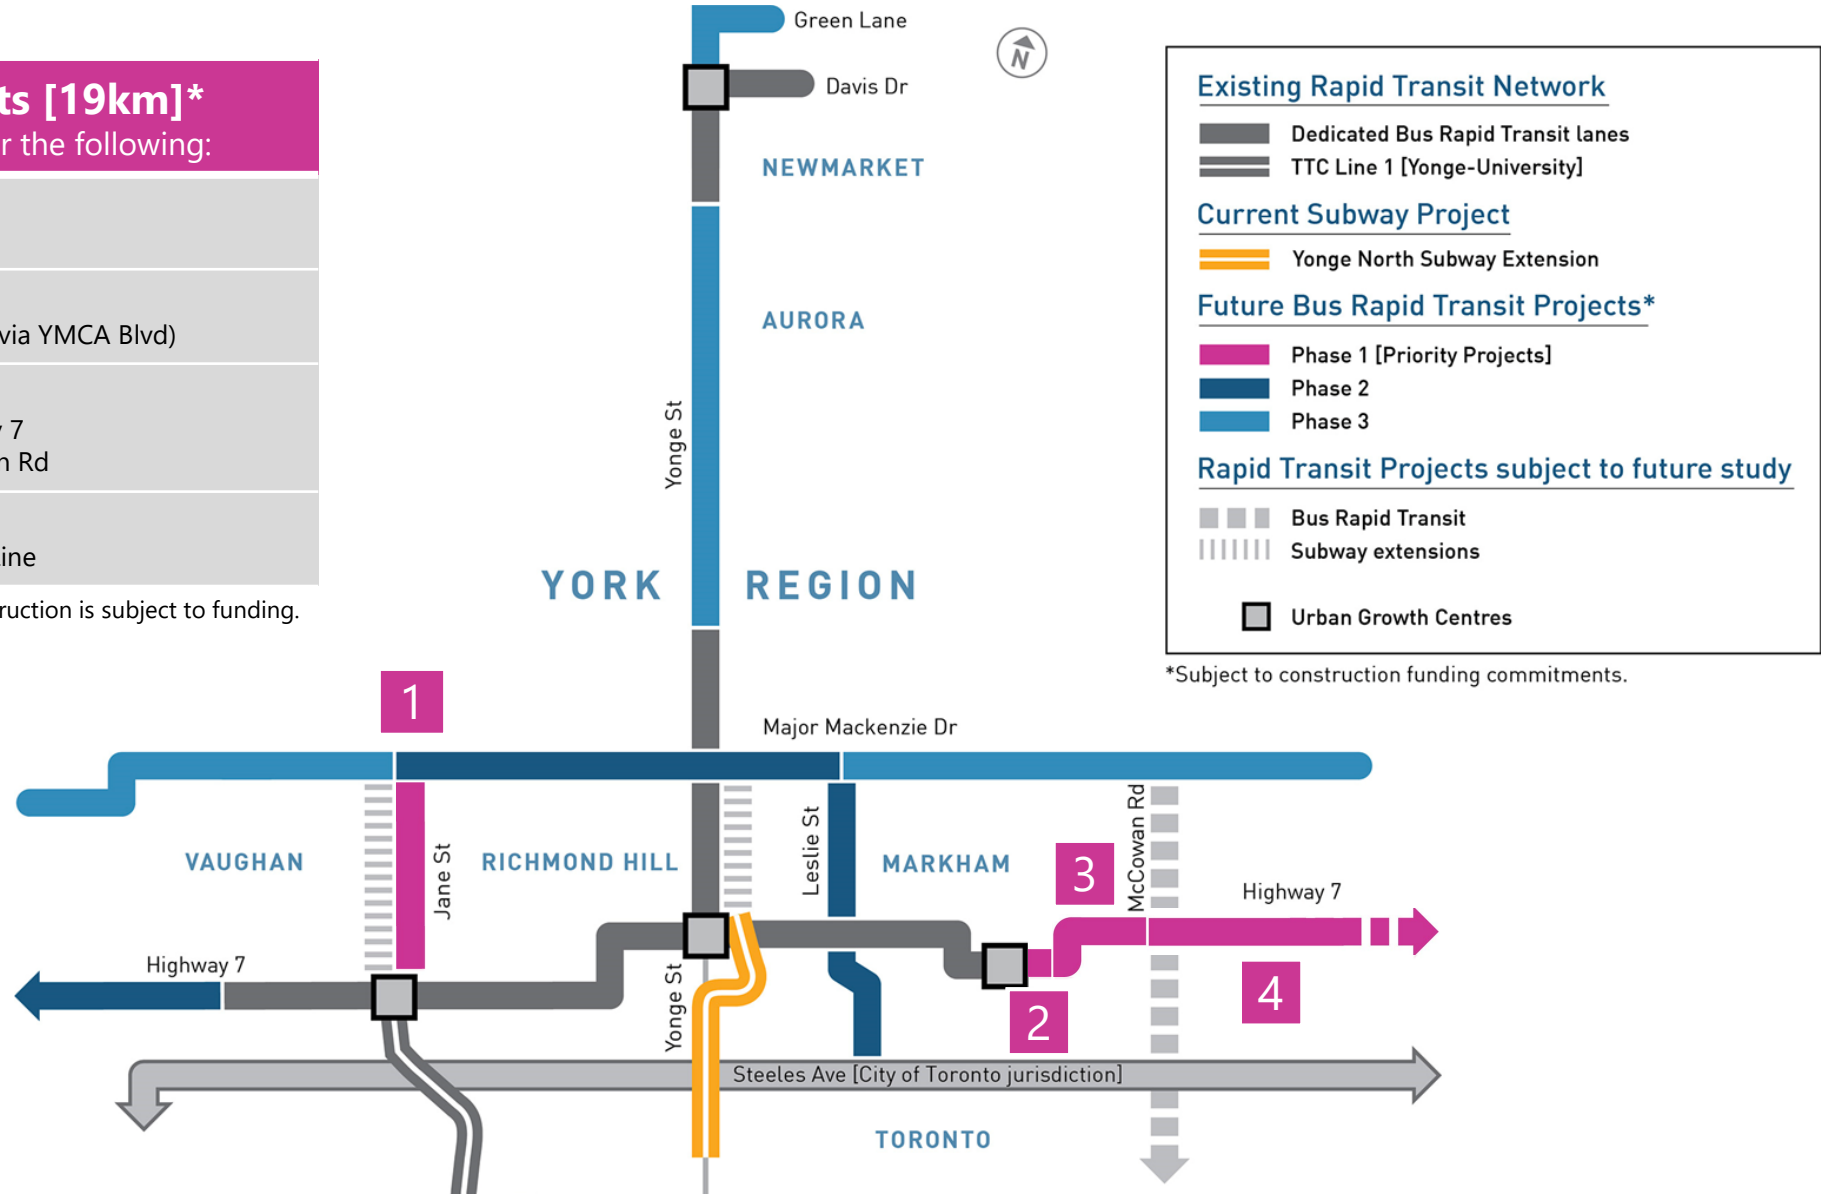 ts [19km]*
r the following:
via YMCA Blvd)
7
n Rd
ine
ruction is subject to funding.
Green Lane
N
Davis Dr
NEWMARKET
AURORA
Yonge St
YORK REGION
Existing Rapid Transit Network
Dedicated Bus Rapid Transit lanes
TTC Line 1 [Yonge-University]
Current Subway Project
Yonge North Subway Extension
Future Bus Rapid Transit Projects*
Phase 1 [Priority Projects]
Phase 2
Phase 3
Rapid Transit Projects subject to future study
Bus Rapid Transit
Subway extensions
Urban Growth Centres
*Subject to construction funding commitments.
1
Major Mackenzie Dr
VAUGHAN
Jane St
RICHMOND HILL
Leslie St
MARKHAM
3
McCowan Rd
Highway 7
Highway 7
Yonge St
2
4
Steeles Ave [City of Toronto jurisdiction]
TORONTO